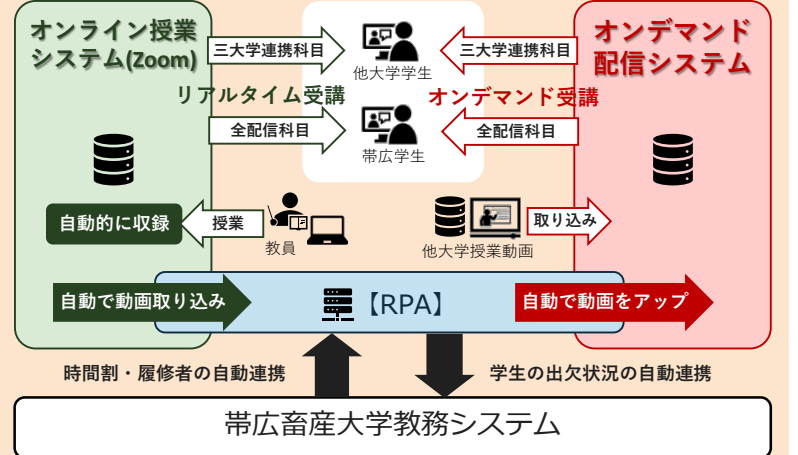 オンライン授業
システム(Zoom)
三大学連携科目
他大学学生
三大学連携科目
オンデマンド
配信システム
リアルタイム受講
オンデマンド受講
全配信科目
帯広学生
全配信科目
自動的に収録
授業
教員
他大学授業動画
取り込み
自動で動画取り込み
【RPA】
自動で動画をアップ
時間割・履修者の自動連携
学生の出欠状況の自動連携
帯広畜産大学教務システム